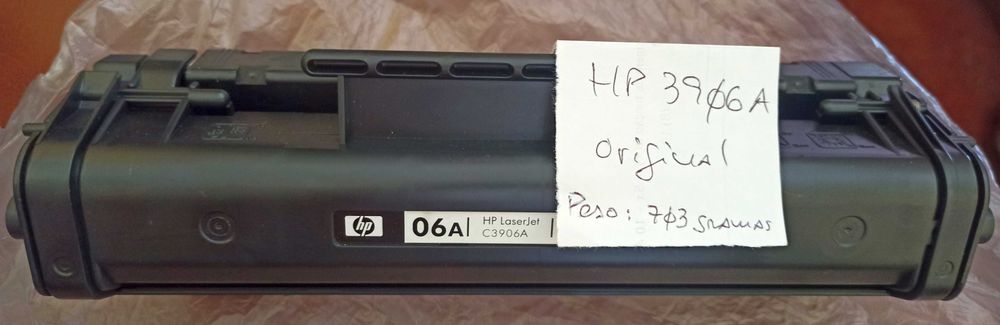 HP 39Ø6A
Original
Peso: 7Ø3 gramas
hp
06A
HP LaserJet
C3906A